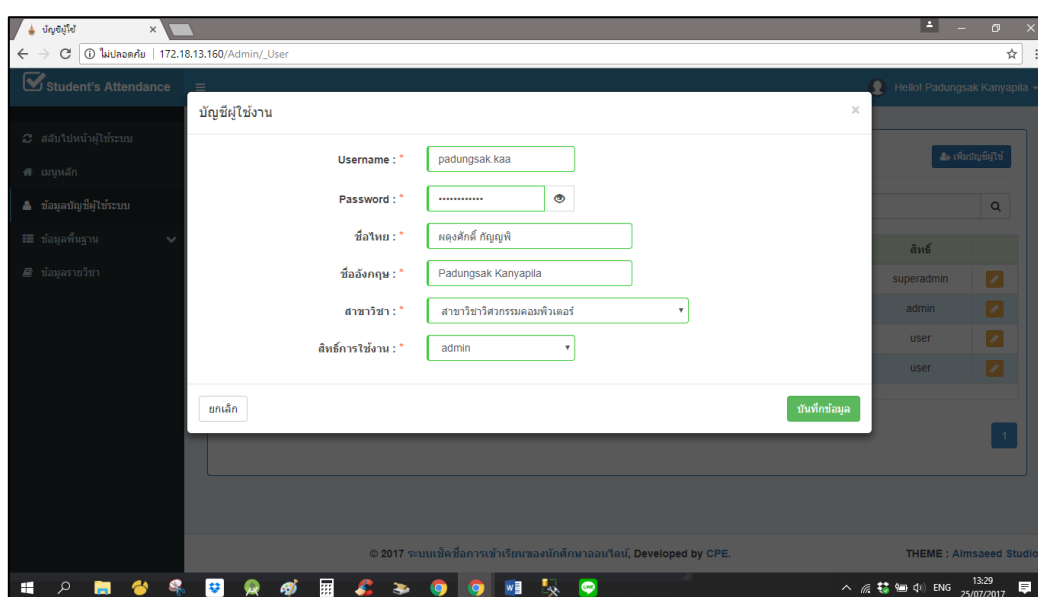 บัญชีผู้ใช้
ไม่ปลอดภัย | 172.18.13.160/Admin/_User
Student's Attendance
Hello! Padungsak Kanyapila
บัญชีผู้ใช้งาน
×
สลับไปหน้าผู้ใช้ระบบ
เมนูหลัก
ข้อมูลบัญชีผู้ใช้ระบบ
ข้อมูลพื้นฐาน
ข้อมูลรายวิชา
เพิ่มบัญชีผู้ใช้
Username : * padungsak.kaa
Password : * ••••••••••••
ชื่อไทย : * ผดุงศักดิ์ กัญญพิ
ชื่ออังกฤษ : * Padungsak Kanyapila
สาขาวิชา : * สาขาวิชาวิศวกรรมคอมพิวเตอร์
สิทธิ์การใช้งาน : * admin
สิทธิ์
superadmin
admin
user
user
ยกเลิก
บันทึกข้อมูล
1
© 2017 ระบบเช็คชื่อการเข้าเรียนของนักศึกษาออนไลน์, Developed by CPE.
THEME : Almsaeed Studio
ENG
13:29
25/07/2017